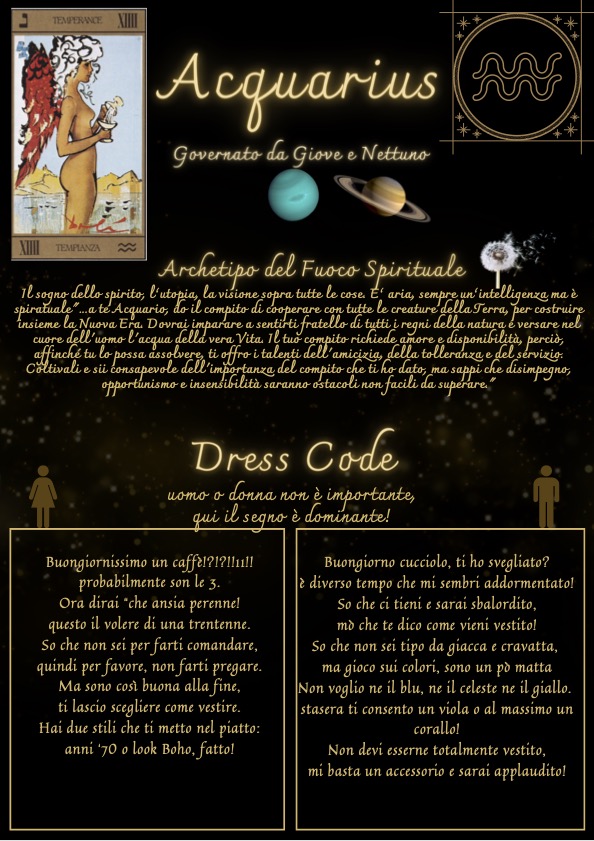 TEMPERANCE XIIII
Acquarius
Governato da Giove e Nettuno
XIIII TEMPIANZA
Archetipo del Fuoco Spirituale
Il sogno dello spirito, l'utopia, la visione sopra tutte le cose. E' aria, sempre un'intelligenza ma è
spiratuale"...a te Acquario, do il compito di cooperare con tutte le creature della Terra, per costruire
insieme la Nuova Era. Dovrai imparare a sentirti fratello di tutti i regni della natura e versare nel
cuore dell'uomo l'acqua della vera Vita. Il tuo compito richiede amore e disponibilità, perciò,
affinché tu lo possa assolvere, ti offro i talenti dell'amicizia, della tolleranza e del servizio.
Coltivali e sii consapevole dell'importanza del compito che ti ho dato, ma sappi che disimpegno,
opportunismo e insensibilità saranno ostacoli non facili da superare."
Dress Code
uomo o donna non è importante,
qui il segno è dominante!
Buongiornissimo un caffè!?!?!!11!!
probabilmente son le 3.
Ora dirai "che ansia perenne!
questo il volere di una trentenne.
So che non sei per farti comandare,
quindi per favore, non farti pregare.
Ma sono così buona alla fine,
ti lascio scegliere come vestire.
Hai due stili che ti metto nel piatto:
anni '70 o look Boho, fatto!
Buongiorno cucciolo, ti ho svegliato?
è diverso tempo che mi sembri addormentato!
So che ci tieni e sarai sbalordito,
mò che te dico come vieni vestito!
So che non sei tipo da giacca e cravatta,
ma gioco sui colori, sono un pò matta
Non voglio ne il blu, ne il celeste ne il giallo.
stasera ti consento un viola o al massimo un
corallo!
Non devi esserne totalmente vestito,
mi basta un accessorio e sarai applaudito!